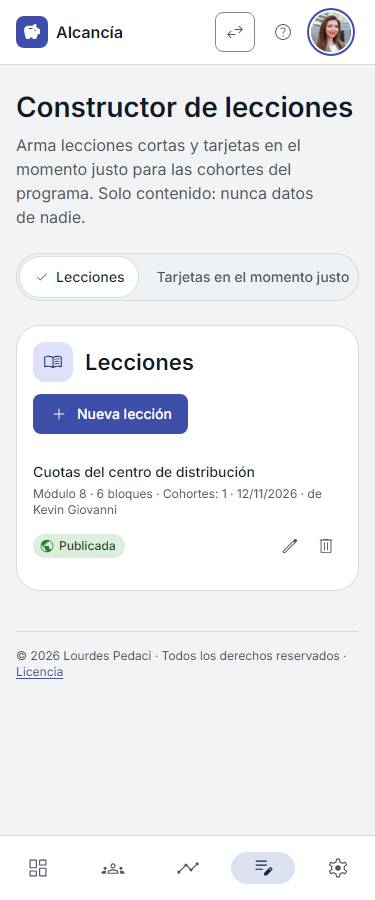 Alcancía
Constructor de lecciones
Arma lecciones cortas y tarjetas en el
momento justo para las cohortes del
programa. Solo contenido: nunca datos
de nadie.
Lecciones
Tarjetas en el momento justo
Lecciones
Nueva lección
Cuotas del centro de distribución
Módulo 8 · 6 bloques · Cohortes: 1 · 12/11/2026 · de
Kevin Giovanni
Publicada
© 2026 Lourdes Pedaci · Todos los derechos reservados ·
Licencia